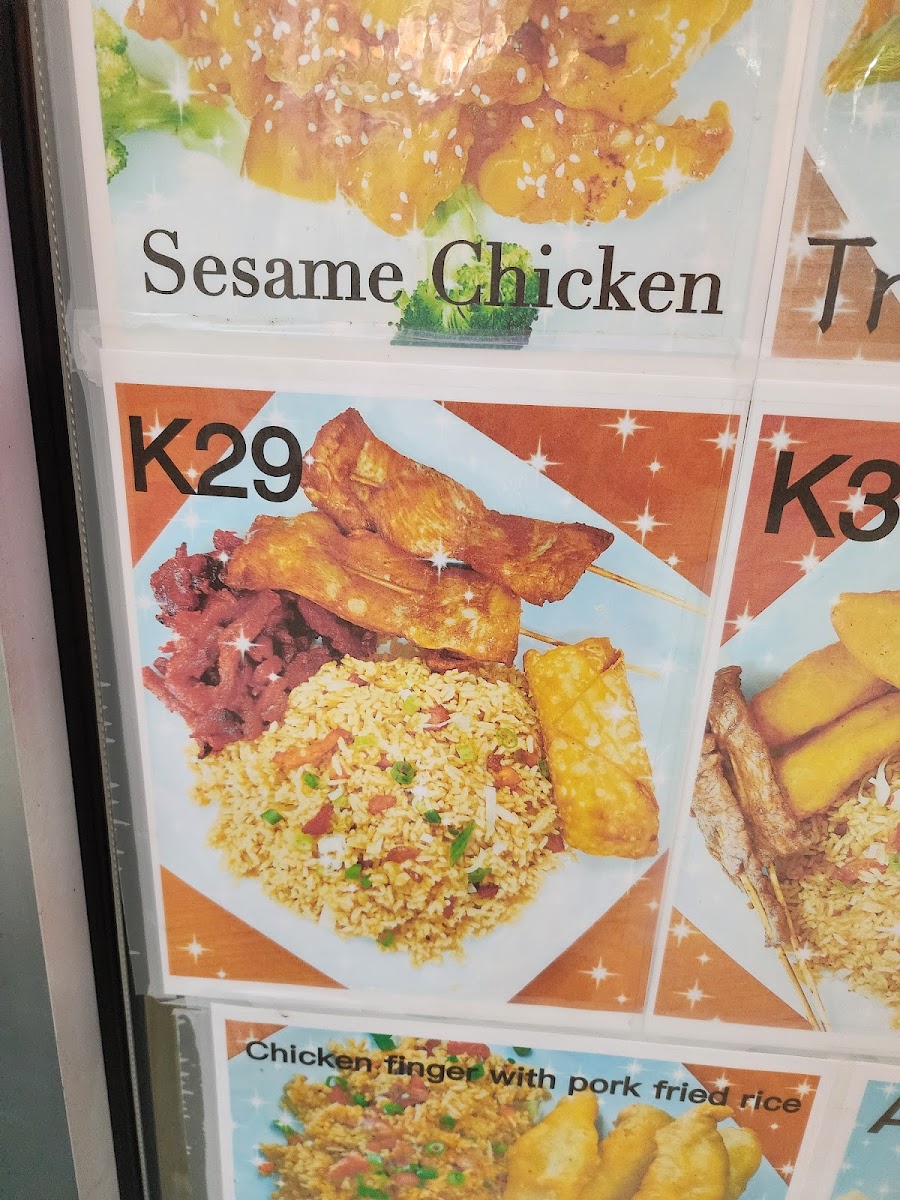 Sesame Chicken
K29
Chicken finger with pork fried rice